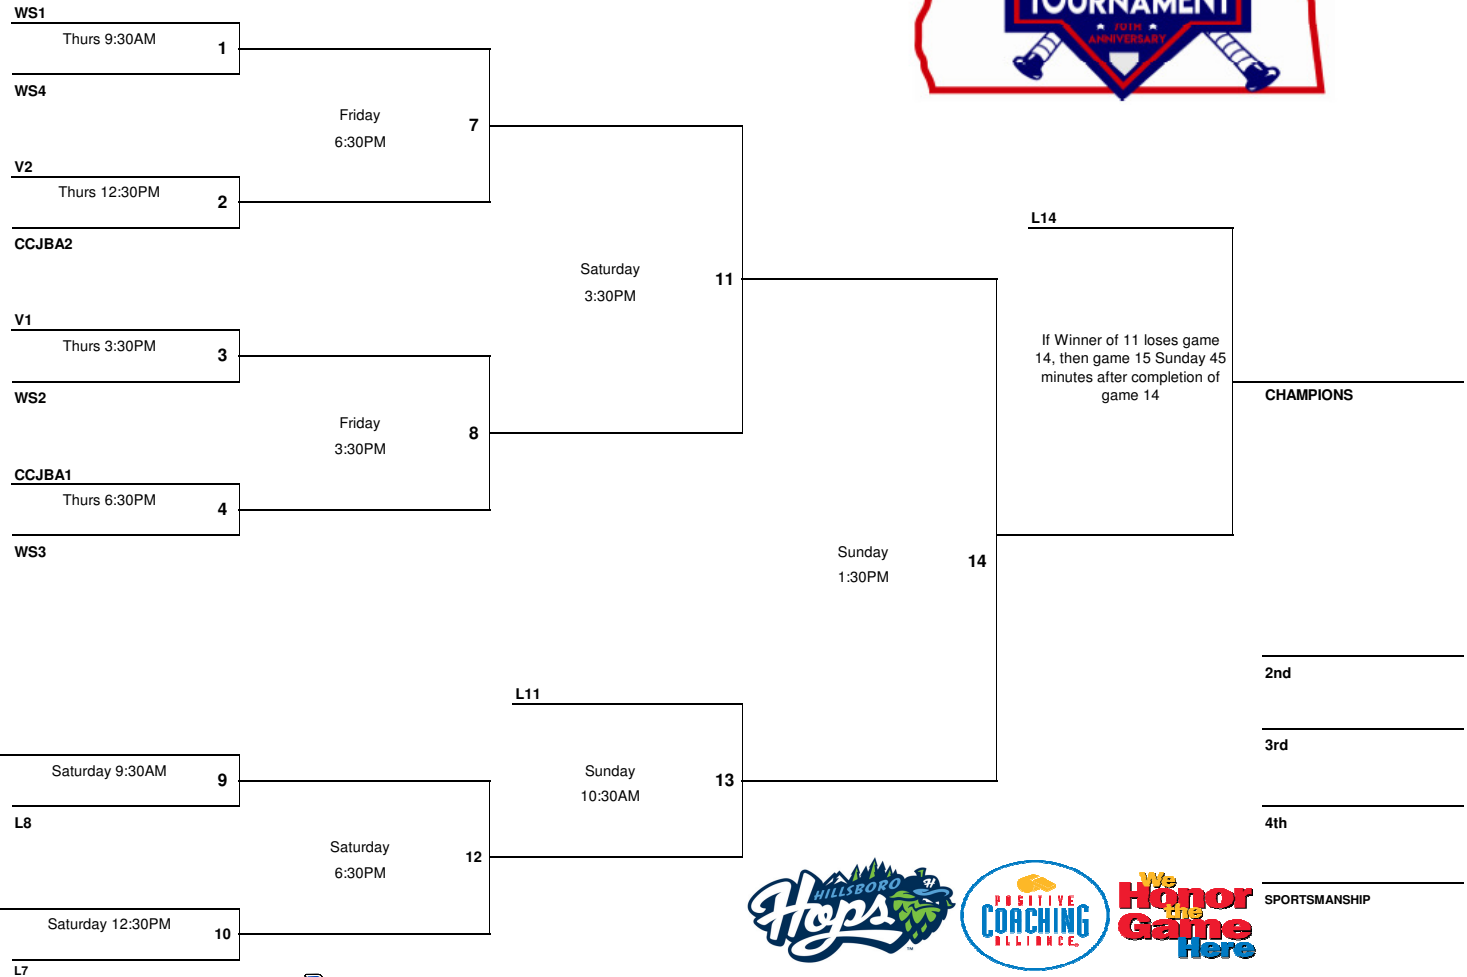 WS1
Thurs 9:30AM
1
WS4
TOURNAMENT
70TH
ANNIVERSARY
Friday
6:30PM
7
V2
Thurs 12:30PM
2
CCJBA2
L14
Saturday
3:30PM
11
V1
Thurs 3:30PM
3
WS2
If Winner of 11 loses game
14, then game 15 Sunday 45
minutes after completion of
game 14
CHAMPIONS
Friday
3:30PM
8
CCJBA1
Thurs 6:30PM
4
WS3
Sunday
1:30PM
14
2nd
L11
3rd
Saturday 9:30AM
9
L8
Sunday
10:30AM
13
4th
Saturday
6:30PM
12
SPORTSMANSHIP
Saturday 12:30PM
10
L7
HILLSBORO
H
Hops
TM
POSITIVE
COACHING
ALLIANCE
We
Honor
the
Game
Here